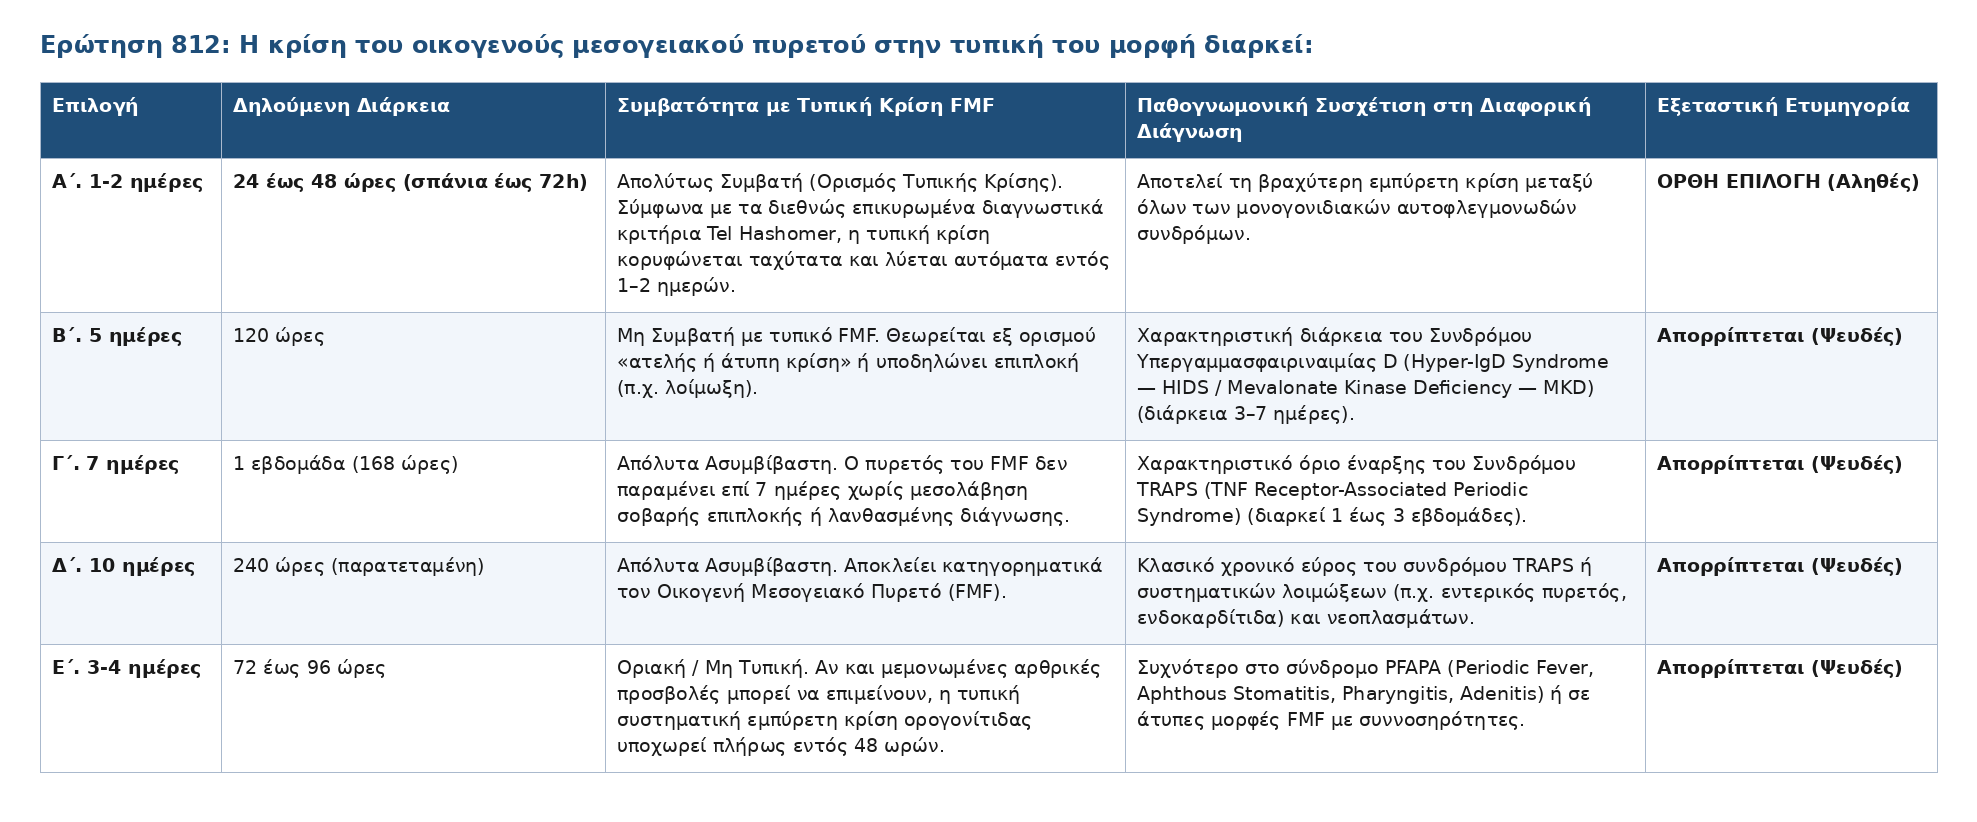 Ερώτηση 812: Η κρίση του οικογενούς μεσογειακού πυρετού στην τυπική του μορφή διαρκεί:
Επιλογή
Δηλούμενη Διάρκεια
Συμβατότητα με Τυπική Κρίση FMF
Παθογνωμονική Συσχέτιση στη Διαφορική
Διάγνωση
Εξεταστική Ετυμηγορία
Α΄. 1-2 ημέρες
24 έως 48 ώρες (σπάνια έως 72h)
Απολύτως Συμβατή (Ορισμός Τυπικής Κρίσης).
Σύμφωνα με τα διεθνώς επικυρωμένα διαγνωστικά
κριτήρια Tel Hashomer, η τυπική κρίση
κορυφώνεται ταχύτατα και λύεται αυτόματα εντός
1–2 ημερών.
Αποτελεί τη βραχύτερη εμπύρετη κρίση μεταξύ
όλων των μονογονιδιακών αυτοφλεγμονωδών
συνδρόμων.
ΟΡΘΗ ΕΠΙΛΟΓΗ (Αληθές)
Β΄. 5 ημέρες
120 ώρες
Μη Συμβατή με τυπικό FMF. Θεωρείται εξ ορισμού
«ατελής ή άτυπη κρίση» ή υποδηλώνει επιπλοκή
(π.χ. λοίμωξη).
Χαρακτηριστική διάρκεια του Συνδρόμου
Υπεργαμμασφαιριναιμίας D (Hyper-IgD Syndrome
— HIDS / Mevalonate Kinase Deficiency — MKD)
(διάρκεια 3–7 ημέρες).
Απορρίπτεται (Ψευδές)
Γ΄. 7 ημέρες
1 εβδομάδα (168 ώρες)
Απόλυτα Ασυμβίβαστη. Ο πυρετός του FMF δεν
παραμένει επί 7 ημέρες χωρίς μεσολάβηση
σοβαρής επιπλοκής ή λανθασμένης διάγνωσης.
Χαρακτηριστικό όριο έναρξης του Συνδρόμου
TRAPS (TNF Receptor-Associated Periodic
Syndrome) (διαρκεί 1 έως 3 εβδομάδες).
Απορρίπτεται (Ψευδές)
Δ΄. 10 ημέρες
240 ώρες (παρατεταμένη)
Απόλυτα Ασυμβίβαστη. Αποκλείει κατηγορηματικά
τον Οικογενή Μεσογειακό Πυρετό (FMF).
Κλασικό χρονικό εύρος του συνδρόμου TRAPS ή
συστηματικών λοιμώξεων (π.χ. εντερικός πυρετός,
ενδοκαρδίτιδα) και νεοπλασμάτων.
Απορρίπτεται (Ψευδές)
Ε΄. 3-4 ημέρες
72 έως 96 ώρες
Οριακή / Μη Τυπική. Αν και μεμονωμένες αρθρικές
προσβολές μπορεί να επιμείνουν, η τυπική
συστηματική εμπύρετη κρίση ορογονίτιδας
υποχωρεί πλήρως εντός 48 ωρών.
Συχνότερο στο σύνδρομο PFAPA (Periodic Fever,
Aphthous Stomatitis, Pharyngitis, Adenitis) ή σε
άτυπες μορφές FMF με συννοσηρότητες.
Απορρίπτεται (Ψευδές)